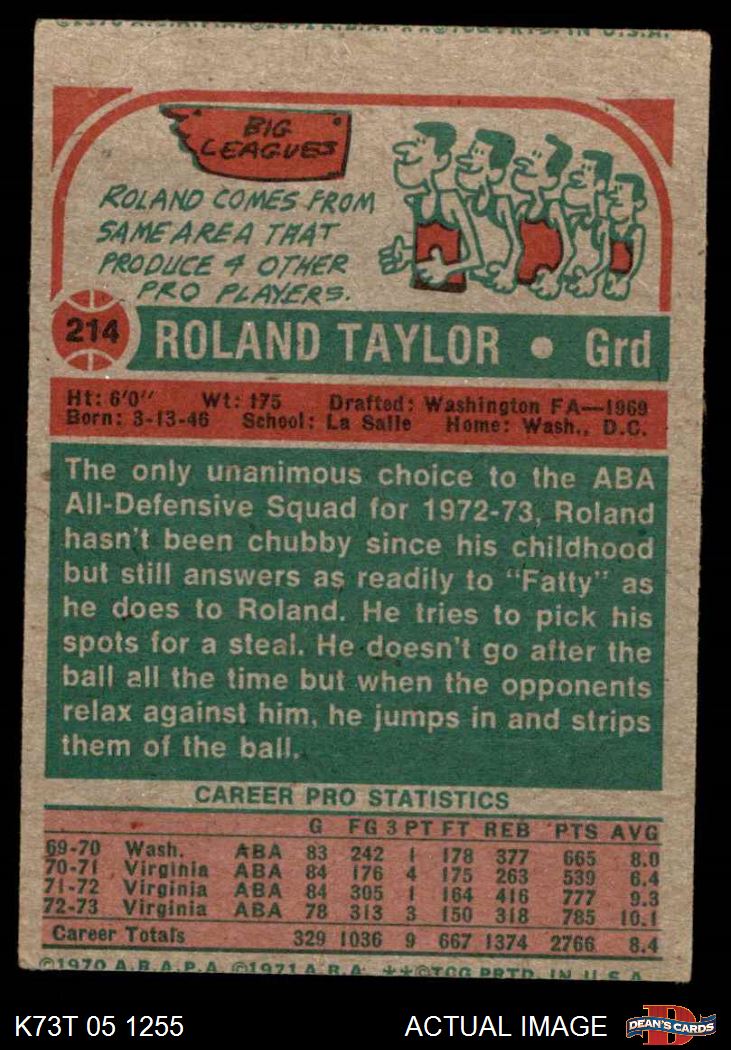 BIG
LEAGUES
ROLAND COMES FROM
SAME AREA THAT
PRODUCE 4 OTHER
PRO PLAYERS.
214 ROLAND TAYLOR • Grd
Ht: 6'0" Wt: 175 Drafted: Washington FA—1969
Born: 3-13-46 School: La Salle Home: Wash., D.C.
The only unanimous choice to the ABA
All-Defensive Squad for 1972-73, Roland
hasn't been chubby since his childhood
but still answers as readily to "Fatty" as
he does to Roland. He tries to pick his
spots for a steal. He doesn't go after the
ball all the time but when the opponents
relax against him, he jumps in and strips
them of the ball.
CAREER PRO STATISTICS
G FG 3 PT FT REB PTS AVG
69-70 Wash. ABA 83 242 1 178 377 665 8.0
70-71 Virginia ABA 84 176 4 175 263 539 6.4
71-72 Virginia ABA 84 305 1 164 416 777 9.3
72-73 Virginia ABA 78 313 3 150 318 785 10.1
Career Totals 329 1036 9 667 1374 2766 8.4
©1970 A.B.A.P.A. ©1971 A.B.A. **©TCG PRTD. IN U.S.A.
K73T 05 1255 ACTUAL IMAGE DEAN'S CARDS